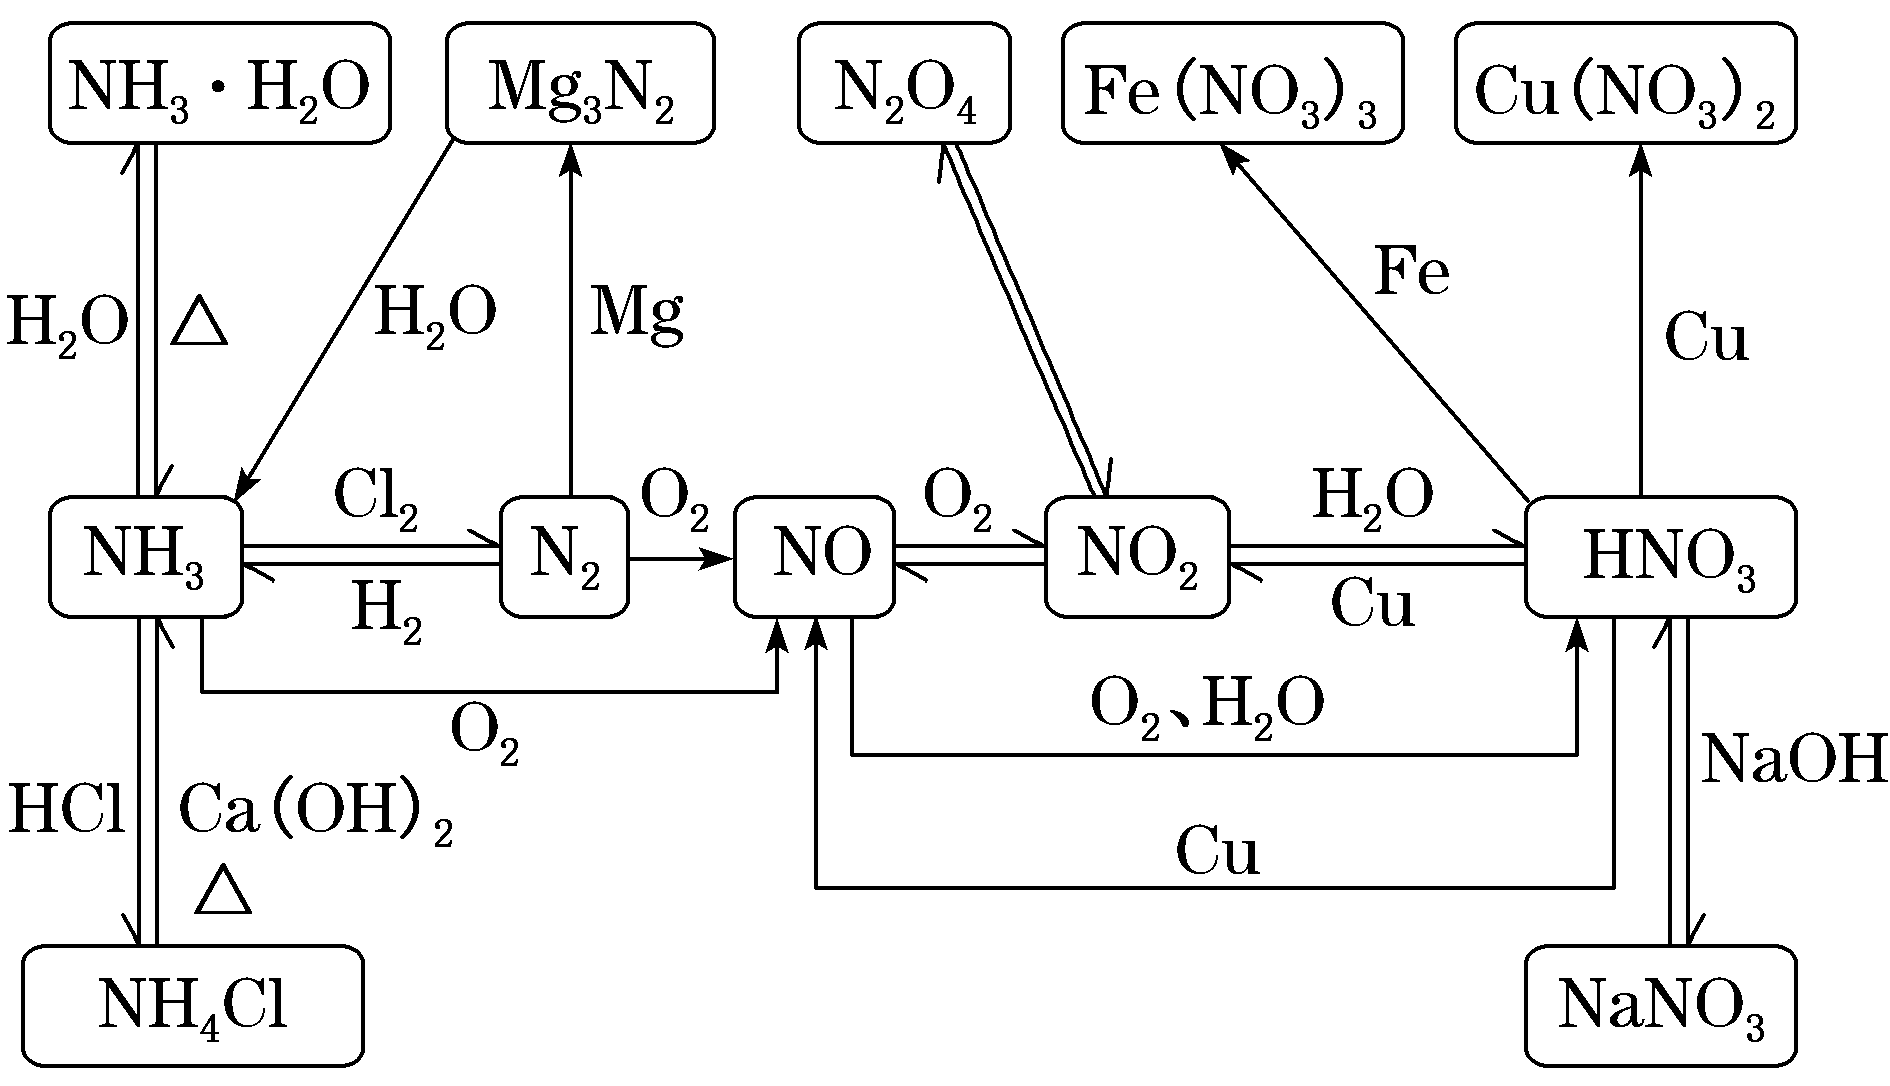 NH₃·H₂O
Mg₃N₂
N₂O₄
Fe(NO₃)₃
Cu(NO₃)₂
H₂O
△
H₂O
Mg
Fe
Cu
Cl₂
O₂
O₂
H₂O
NH₃
N₂
NO
NO₂
HNO₃
H₂
Cu
O₂
O₂、H₂O
NaOH
HCl
Ca(OH)₂
△
Cu
NH₄Cl
NaNO₃